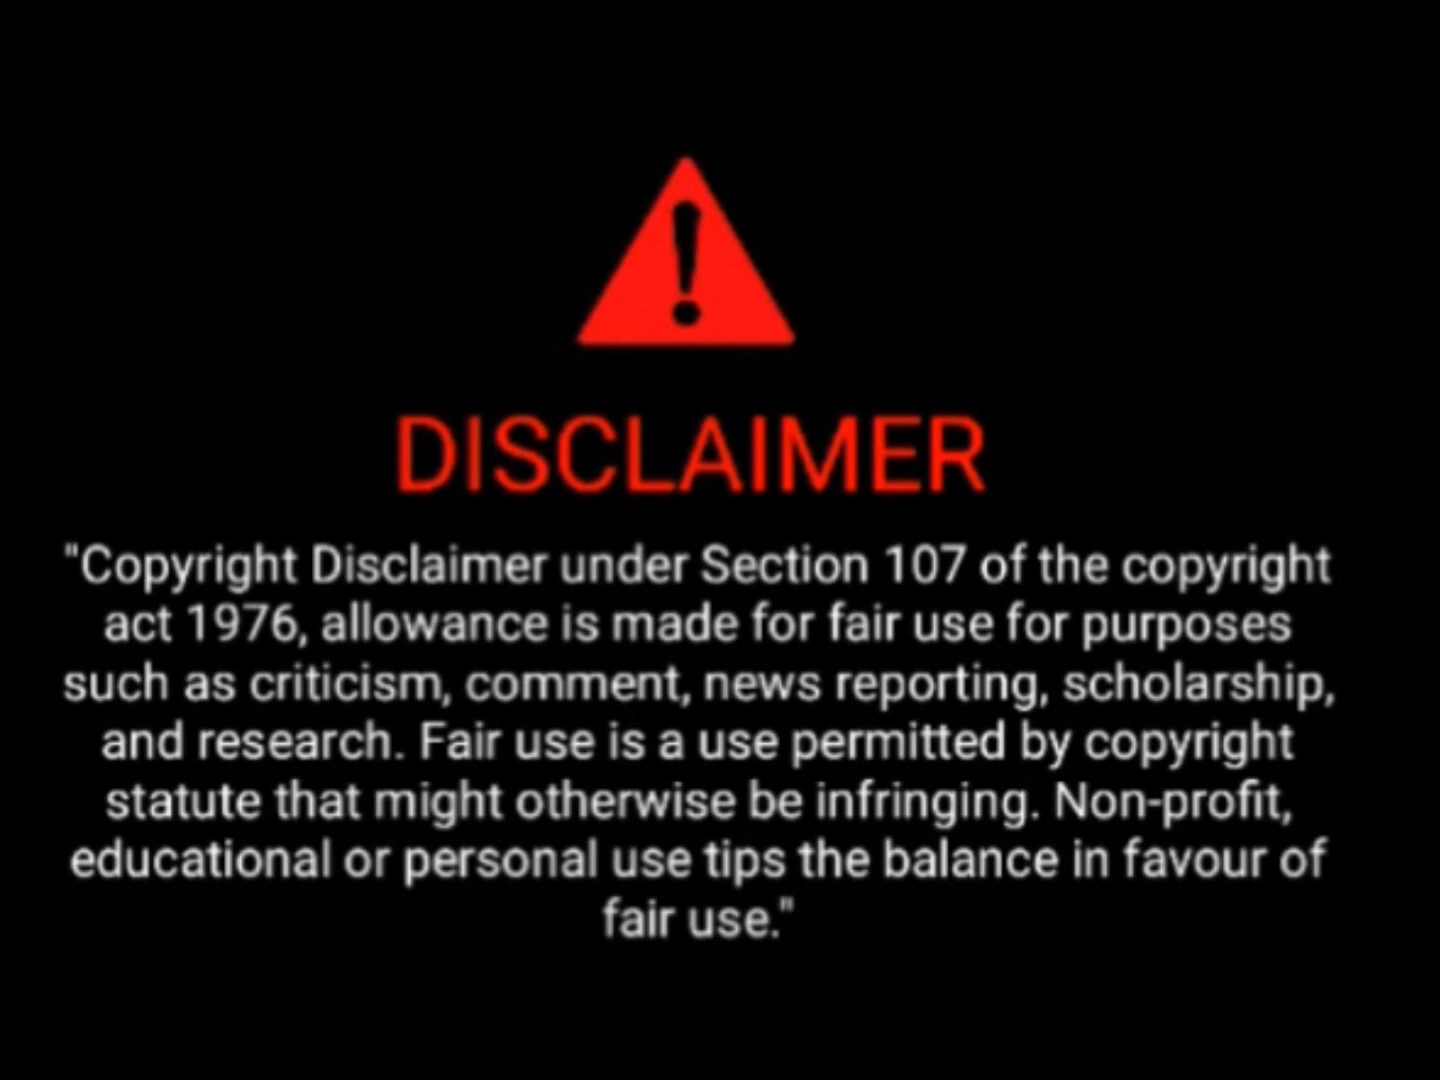 DISCLAIMER
"Copyright Disclaimer under Section 107 of the copyright
act 1976, allowance is made for fair use for purposes
such as criticism, comment, news reporting, scholarship,
and research. Fair use is a use permitted by copyright
statute that might otherwise be infringing. Non-profit,
educational or personal use tips the balance in favour of
fair use."